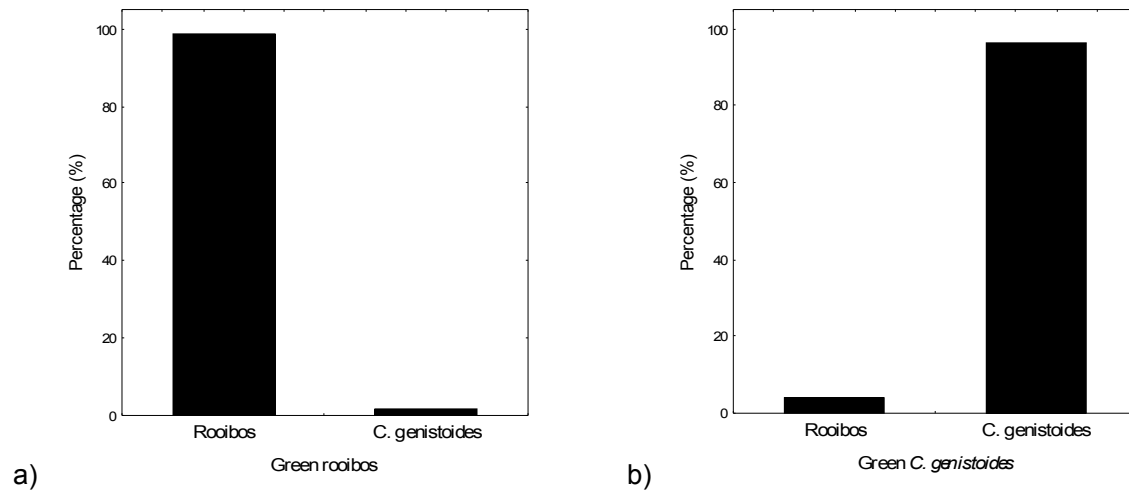 a)
Percentage (%)
100
80
60
40
20
0
Rooibos C. genistoides
Green rooibos
b)
Percentage (%)
100
80
60
40
20
0
Rooibos C. genistoides
Green C. genistoides